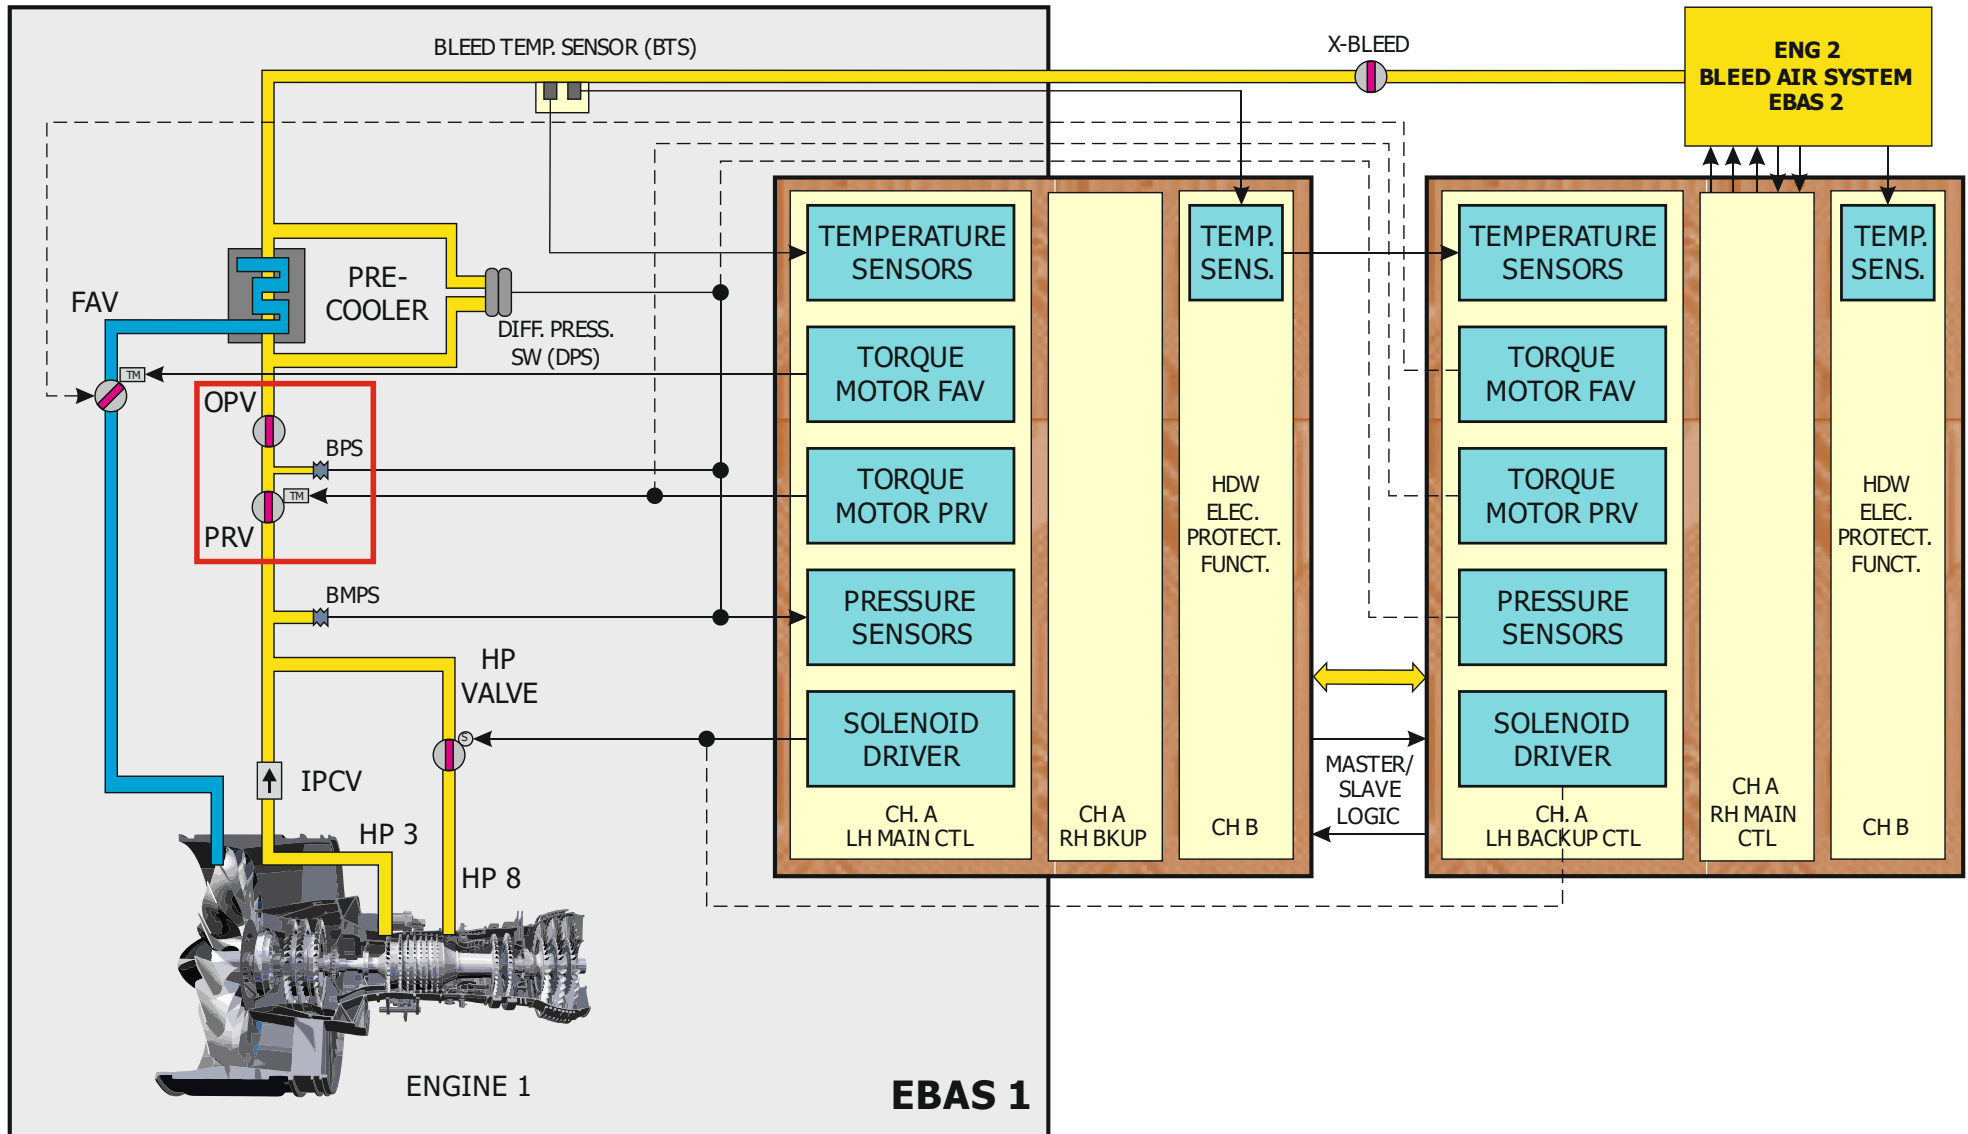 BLEED TEMP. SENSOR (BTS)
X-BLEED
ENG 2
BLEED AIR SYSTEM
EBAS 2
FAV
PRE-
COOLER
DIFF. PRESS.
SW (DPS)
TM
OPV
BPS
TM
PRV
BMPS
HP
VALVE
S
IPCV
HP 3
HP 8
ENGINE 1
EBAS 1
TEMPERATURE
SENSORS
TORQUE
MOTOR FAV
TORQUE
MOTOR PRV
PRESSURE
SENSORS
SOLENOID
DRIVER
CH. A
LH MAIN CTL
CH A
RH BKUP
TEMP.
SENS.
HDW
ELEC.
PROTECT.
FUNCT.
CH B
MASTER/
SLAVE
LOGIC
TEMPERATURE
SENSORS
TORQUE
MOTOR FAV
TORQUE
MOTOR PRV
PRESSURE
SENSORS
SOLENOID
DRIVER
CH. A
LH BACKUP CTL
CH A
RH MAIN
CTL
TEMP.
SENS.
HDW
ELEC.
PROTECT.
FUNCT.
CH B